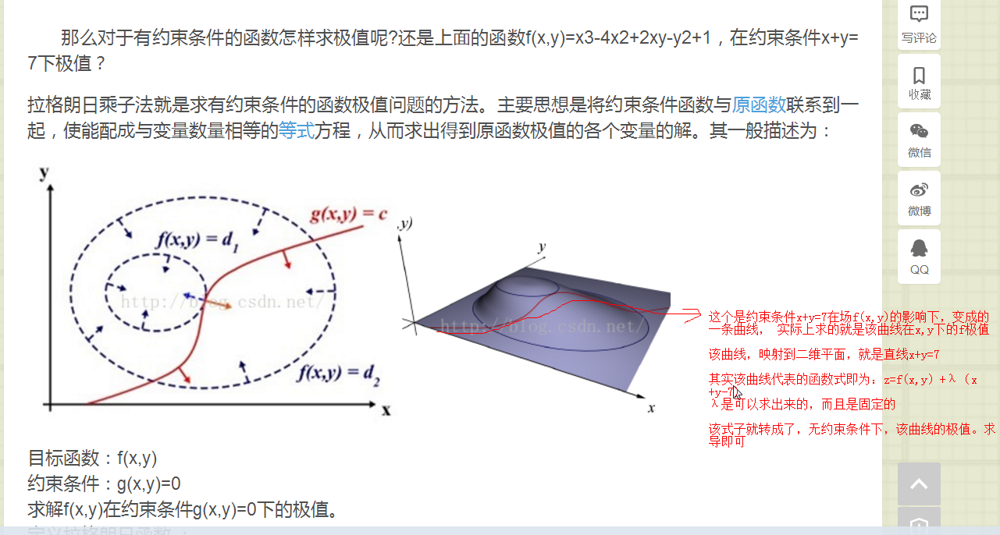 那么对于有约束条件的函数怎样求极值呢?还是上面的函数f(x,y)=x3-4x2+2xy-y2+1，在约束条件x+y=
7下极值？
拉格朗日乘子法就是求有约束条件的函数极值问题的方法。主要思想是将约束条件函数与原函数联系到一
起，使能配成与变量数量相等的等式方程，从而求出得到原函数极值的各个变量的解。其一般描述为：
y
g(x,y) = c
f(x,y) = d1
http://blog.csdn.net/
f(x,y) = d2
x
,y)
y
http://blog.csdn.net/
x
这个是约束条件x+y=7在场f(x,y)的影响下，变成的
一条曲线， 实际上求的就是该曲线在x,y下的f极值
该曲线，映射到二维平面，就是直线x+y=7
其实该曲线代表的函数式即为：z=f(x,y）+λ（x
+y-7
λ是可以求出来的，而且是固定的
该式子就转成了，无约束条件下，该曲线的极值。求
导即可
目标函数：f(x,y)
约束条件：g(x,y)=0
求解f(x,y)在约束条件g(x,y)=0下的极值。
定义拉格朗日函数：
写评论
收藏
微信
微博
QQ